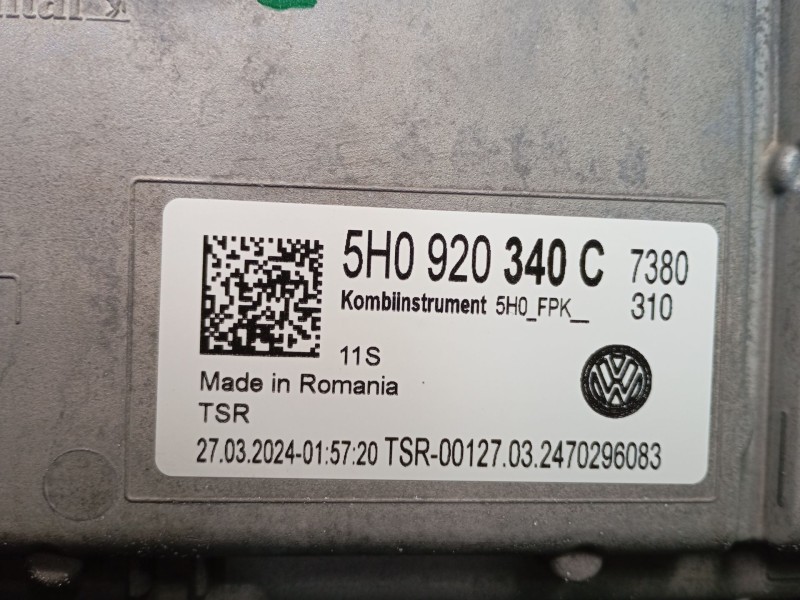 5H0 920 340 C 7380
Kombiinstrument 5H0_FPK__ 310
11S
Made in Romania
TSR
27.03.2024-01:57:20 TSR-00127.03.2470296083